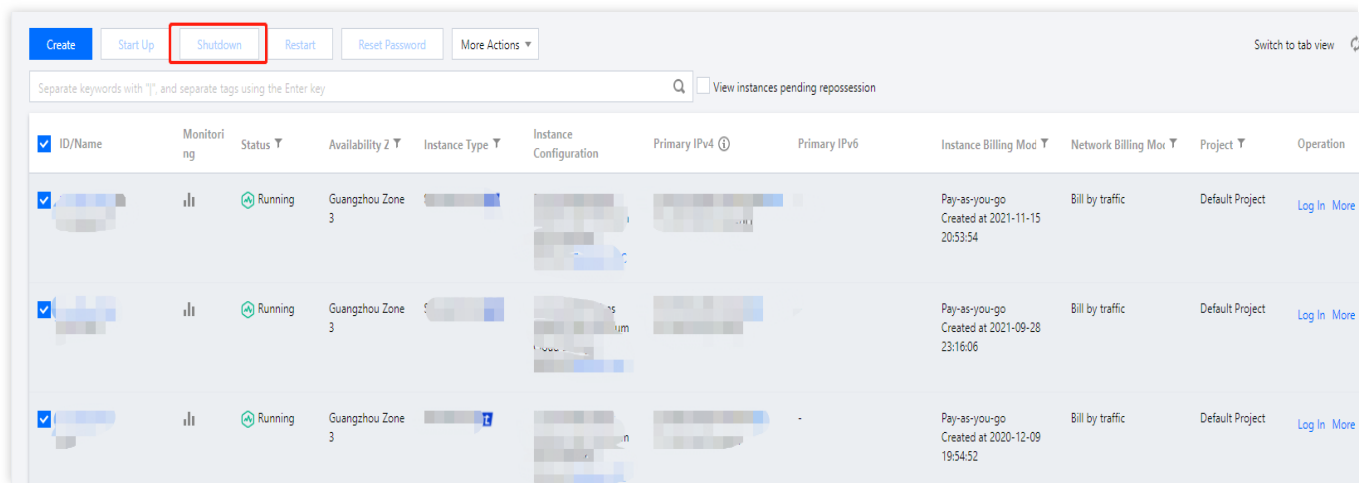 Create Start Up Shutdown Restart Reset Password More Actions Switch to tab view
Separate keywords with "|", and separate tags using the Enter key View instances pending repossession
ID/Name Monitori
ng Status Availability Z Instance Type Instance
Configuration Primary IPv4 Primary IPv6 Instance Billing Mod Network Billing Mod Project Operation
Running Guangzhou Zone
3 Pay-as-you-go
Created at 2021-11-15
20:53:54 Bill by traffic Default Project Log In More
Running Guangzhou Zone
3 Pay-as-you-go
Created at 2021-09-28
23:16:06 Bill by traffic Default Project Log In More
Running Guangzhou Zone
3 - Pay-as-you-go
Created at 2020-12-09
19:54:52 Bill by traffic Default Project Log In More